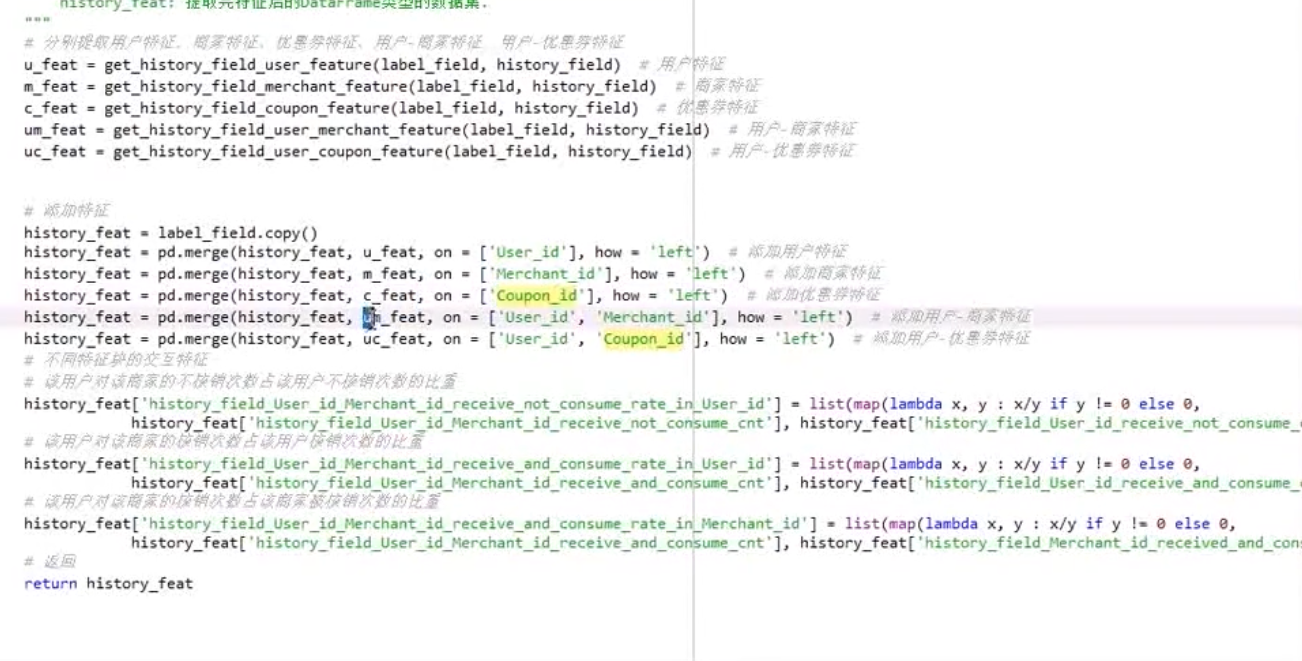 history_feat: 提取完特征后的DataFrame类型的数据集.
"""
# 分别提取用户特征、商家特征、优惠券特征、用户-商家特征、用户-优惠券特征
u_feat = get_history_field_user_feature(label_field, history_field)  # 用户特征
m_feat = get_history_field_merchant_feature(label_field, history_field)  # 商家特征
c_feat = get_history_field_coupon_feature(label_field, history_field)  # 优惠券特征
um_feat = get_history_field_user_merchant_feature(label_field, history_field)  # 用户-商家特征
uc_feat = get_history_field_user_coupon_feature(label_field, history_field)  # 用户-优惠券特征
# 添加特征
history_feat = label_field.copy()
history_feat = pd.merge(history_feat, u_feat, on = ['User_id'], how = 'left')  # 添加用户特征
history_feat = pd.merge(history_feat, m_feat, on = ['Merchant_id'], how = 'left')  # 添加商家特征
history_feat = pd.merge(history_feat, c_feat, on = ['Coupon_id'], how = 'left')  # 添加优惠券特征
history_feat = pd.merge(history_feat, um_feat, on = ['User_id', 'Merchant_id'], how = 'left')  # 添加用户-商家特征
history_feat = pd.merge(history_feat, uc_feat, on = ['User_id', 'Coupon_id'], how = 'left')  # 添加用户-优惠券特征
# 不同特征块的交互特征
# 该用户对该商家的不核销次数占该用户不核销次数的比重
history_feat['history_field_User_id_Merchant_id_receive_not_consume_rate_in_User_id'] = list(map(lambda x, y : x/y if y != 0 else 0,
history_feat['history_field_User_id_Merchant_id_receive_not_consume_cnt'], history_feat['history_field_User_id_receive_not_consume_
# 该用户对该商家的核销次数占该用户核销次数的比重
history_feat['history_field_User_id_Merchant_id_receive_and_consume_rate_in_User_id'] = list(map(lambda x, y : x/y if y != 0 else 0,
history_feat['history_field_User_id_Merchant_id_receive_and_consume_cnt'], history_feat['history_field_User_id_receive_and_consume_
# 该用户对该商家的核销次数占该商家被核销次数的比重
history_feat['history_field_User_id_Merchant_id_receive_and_consume_rate_in_Merchant_id'] = list(map(lambda x, y : x/y if y != 0 else 0,
history_feat['history_field_User_id_Merchant_id_receive_and_consume_cnt'], history_feat['history_field_Merchant_id_received_and_con
# 返回
return history_feat